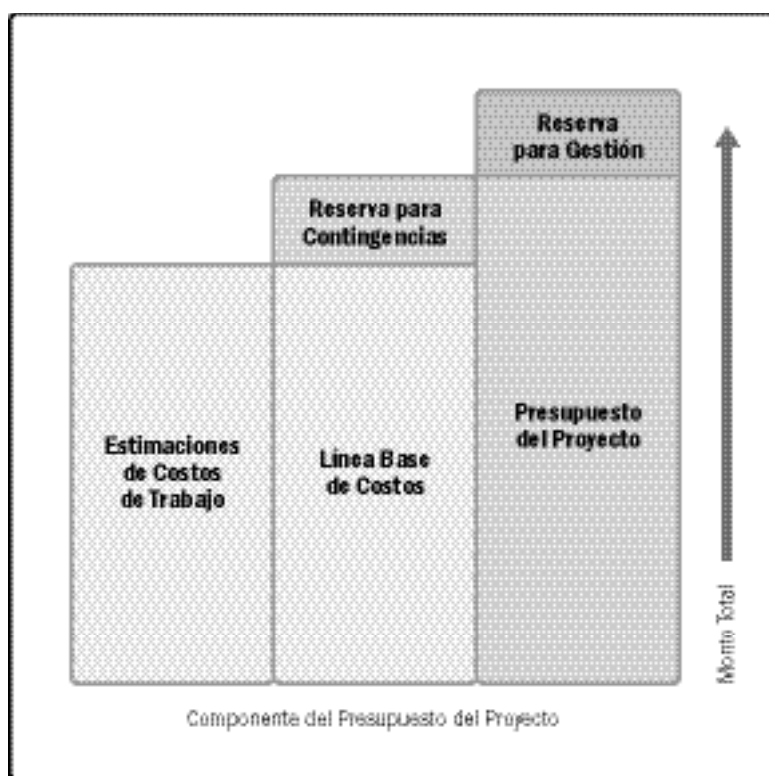 Reserva
para Gestión
Reserva para
Contingencias
Estimaciones
de Costos
de Trabajo
Línea Base
de Costos
Presupuesto
del Proyecto
Monto Total
Componente del Presupuesto del Proyecto